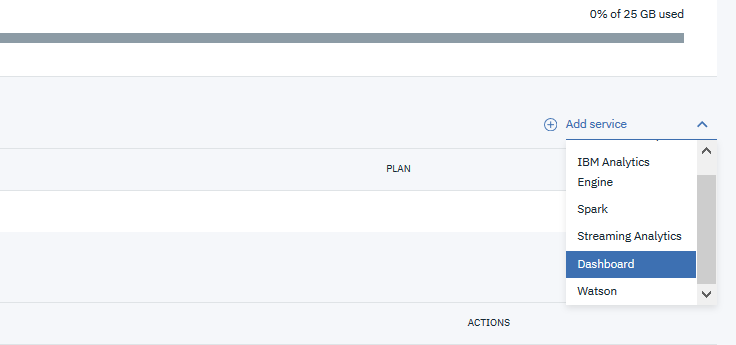 0% of 25 GB used
Add service
PLAN
IBM Analytics
Engine
Spark
Streaming Analytics
Dashboard
Watson
ACTIONS